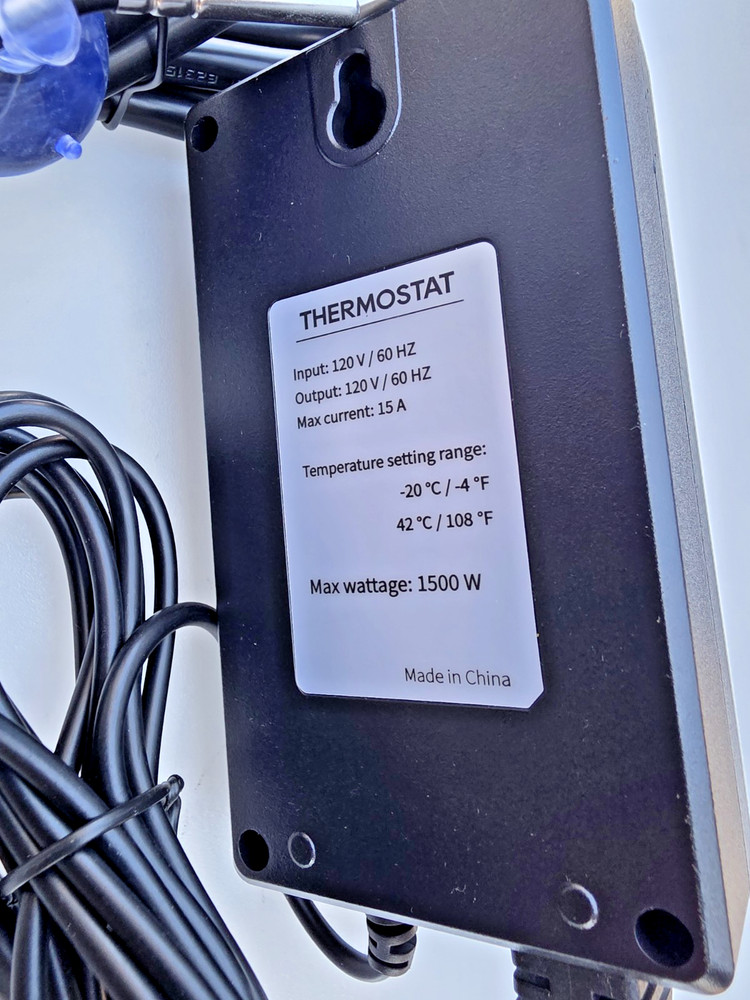 62315
THERMOSTAT
Input: 120 V / 60 HZ
Output: 120 V / 60 HZ
Max current: 15 A
Temperature setting range:
-20 °C / -4 °F
42 °C / 108 °F
Max wattage: 1500 W
Made in China